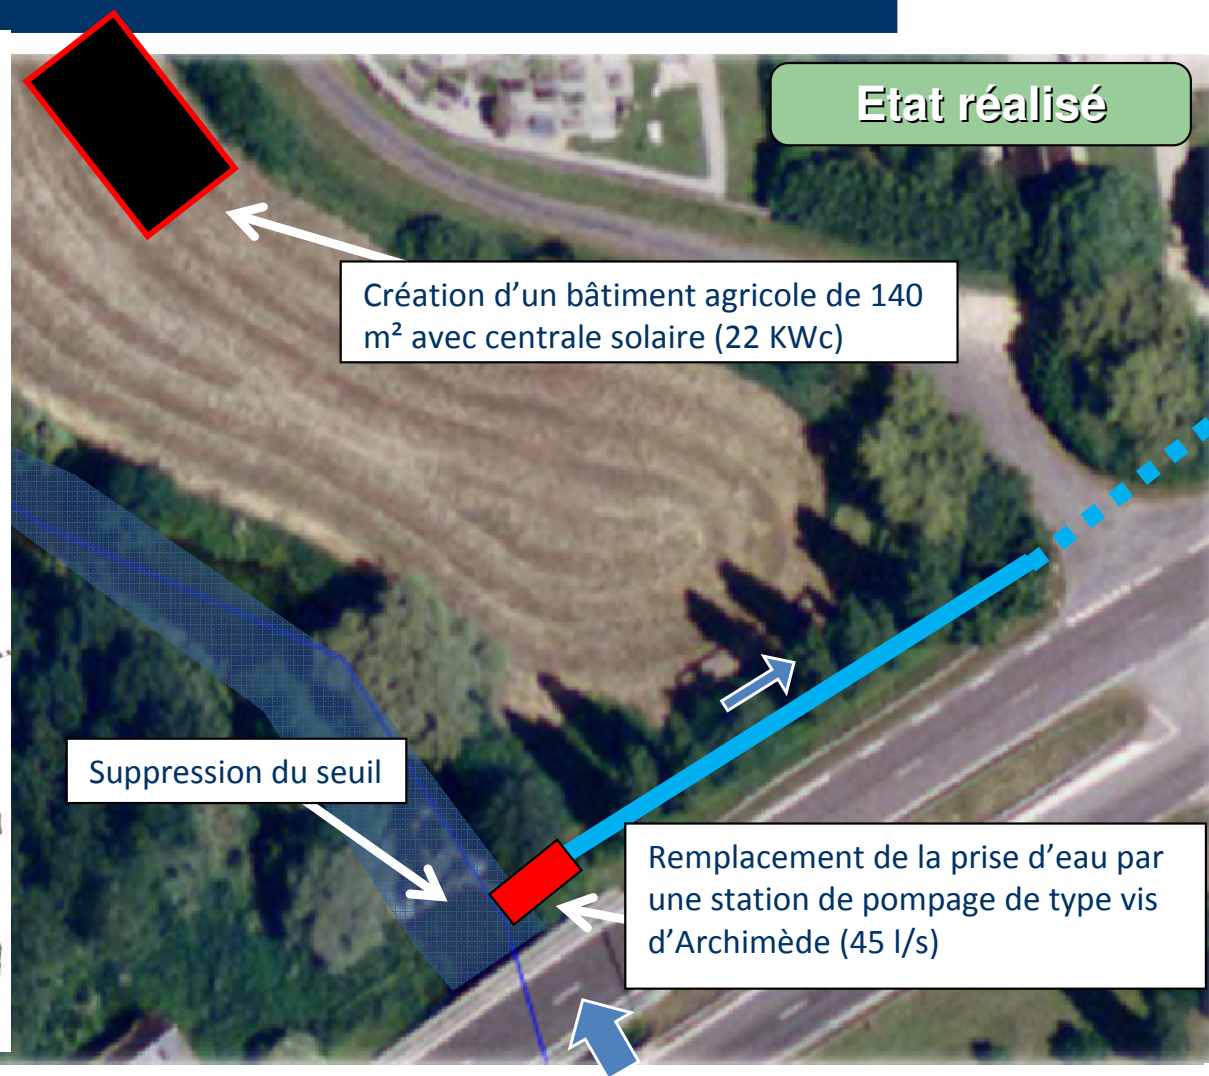 Etat réalisé
Création d’un bâtiment agricole de 140
m² avec centrale solaire (22 KWc)
Suppression du seuil
Remplacement de la prise d’eau par
une station de pompage de type vis
d’Archimède (45 l/s)